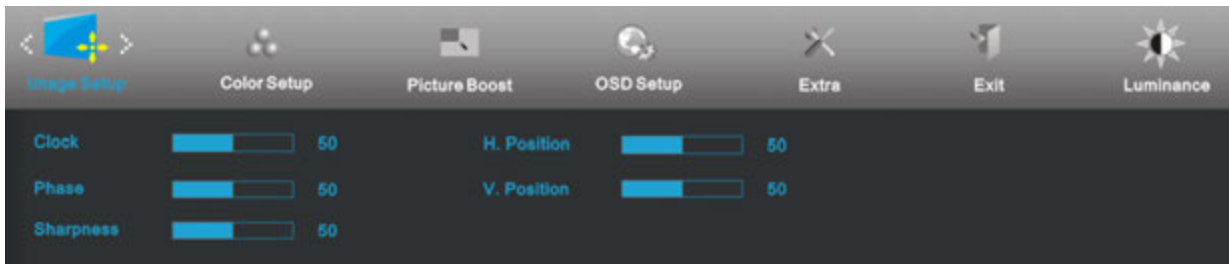 Image Setup Color Setup Picture Boost OSD Setup Extra Exit Luminance
Clock 50 H. Position 50
Phase 50 V. Position 50
Sharpness 50